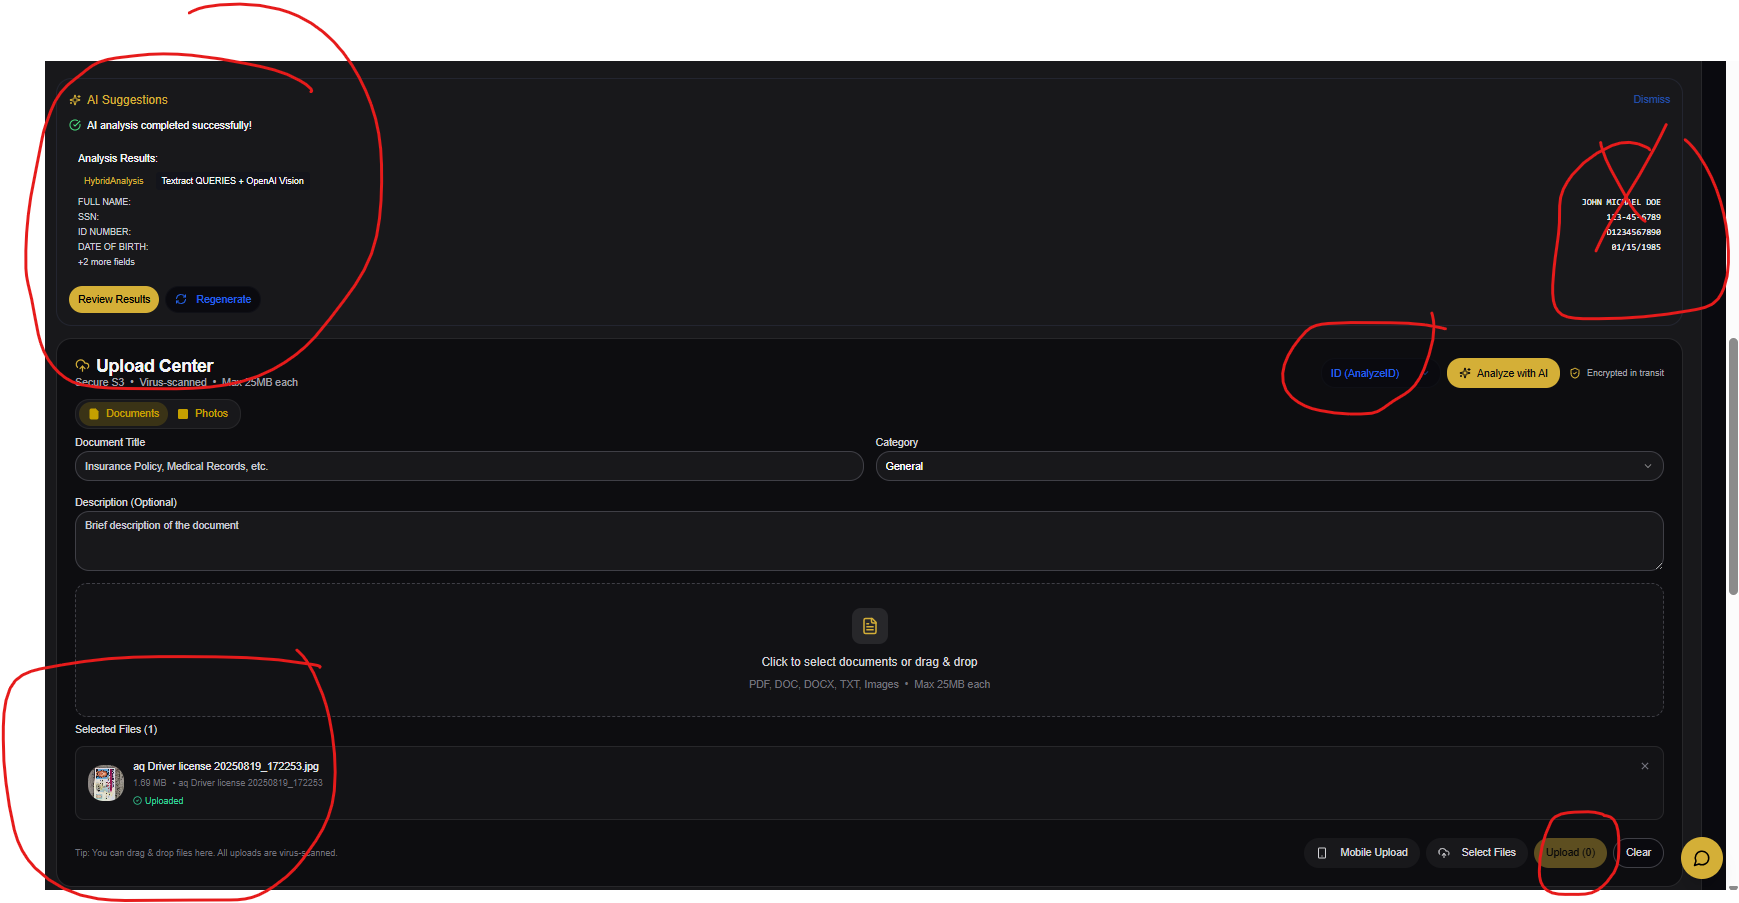 AI Suggestions
Dismiss
AI analysis completed successfully!
Analysis Results:
HybridAnalysis Textract QUERIES + OpenAI Vision
FULL NAME: JOHN MICHAEL DOE
SSN: 123-45-6789
ID NUMBER: D1234567890
DATE OF BIRTH: 01/15/1985
+2 more fields
Review Results Regenerate
Upload Center
Secure S3 • Virus-scanned • Max 25MB each
ID (AnalyzeID) Analyze with AI Encrypted in transit
Documents Photos
Document Title
Insurance Policy, Medical Records, etc.
Category
General
Description (Optional)
Brief description of the document
Click to select documents or drag & drop
PDF, DOC, DOCX, TXT, Images • Max 25MB each
Selected Files (1)
aq Driver license 20250819_172253.jpg
1.69 MB • aq Driver license 20250819_172253
Uploaded
Tip: You can drag & drop files here. All uploads are virus-scanned.
Mobile Upload Select Files Upload (0) Clear